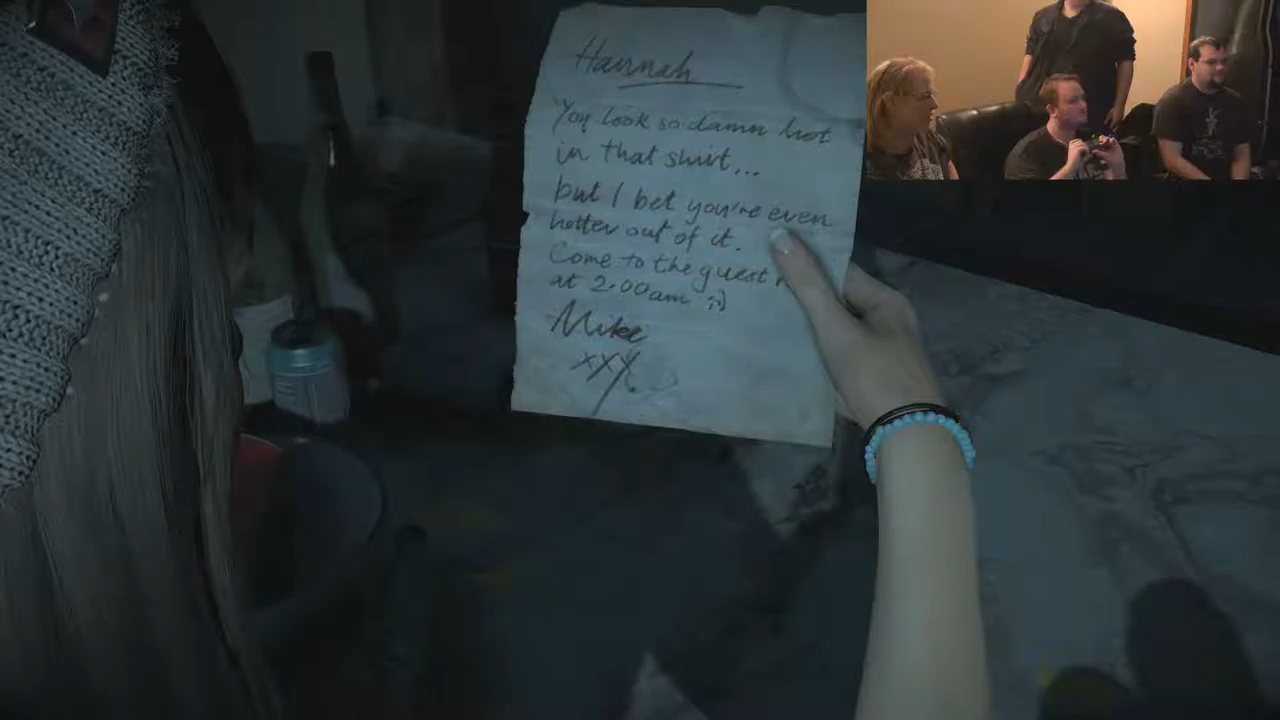 Hannah
You look so damn hot
in that shirt...
but I bet you're even
hotter out of it.
Come to the guest
at 2.00am ;)
Mike
xxx.